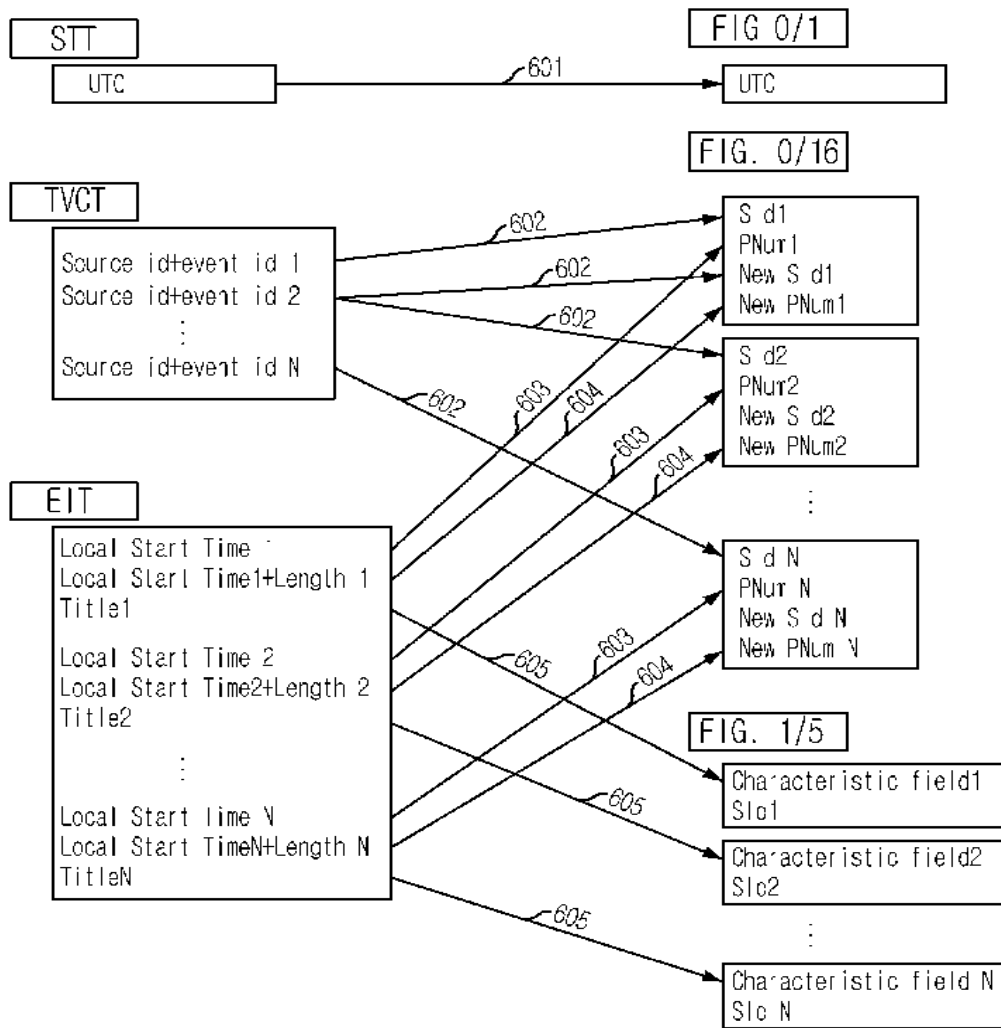 STT
UTC
601
FIG 0/1
UTC
TVCT
Source id+event id 1
Source id+event id 2
⋮
Source id+event id N
602
602
602
602
603
604
603
604
603
604
FIG. 0/16
S d1
PNum1
New S d1
New PNum1
S d2
PNum2
New S d2
New PNum2
⋮
S d N
PNum N
New S d N
New PNum N
EIT
Local Start Time
Local Start Time1+Length 1
Title1
Local Start Time 2
Local Start Time2+Length 2
Title2
⋮
Local Start Time N
Local Start TimeN+Length N
TitleN
605
605
605
FIG. 1/5
Characteristic field1
Characteristic field2
⋮
Characteristic field N